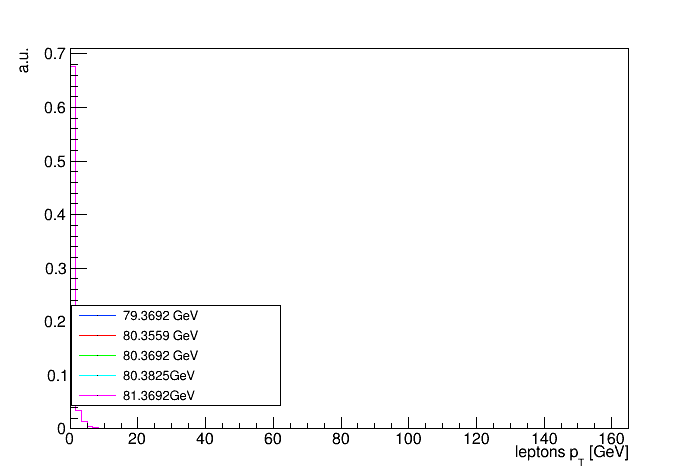 a.u.
0.7
0.6
0.5
0.4
0.3
0.2
0.1
0
79.3692 GeV
80.3559 GeV
80.3692 GeV
80.3825GeV
81.3692GeV
0 20 40 60 80 100 120 140 160
leptons p_T [GeV]